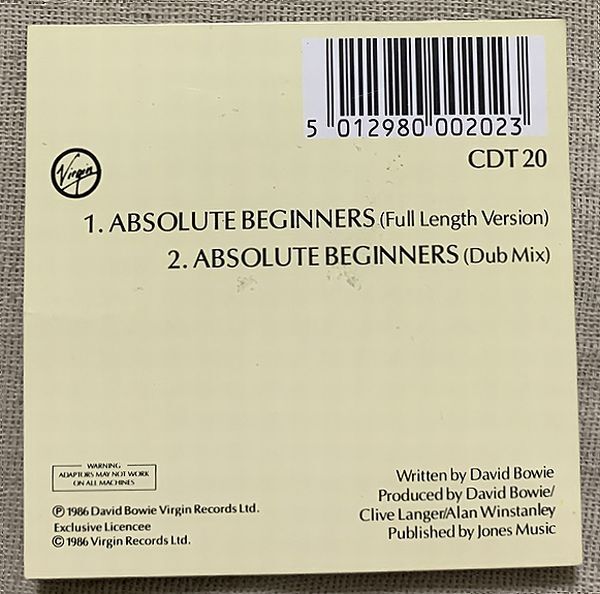 5 012980 002023
CDT 20
Virgin
1. ABSOLUTE BEGINNERS (Full Length Version)
2. ABSOLUTE BEGINNERS (Dub Mix)
WARNING
ADAPTORS MAY NOT WORK
ON ALL MACHINES
Ⓟ 1986 David Bowie Virgin Records Ltd.
Exclusive Licencee
© 1986 Virgin Records Ltd.
Written by David Bowie
Produced by David Bowie/
Clive Langer/Alan Winstanley
Published by Jones Music